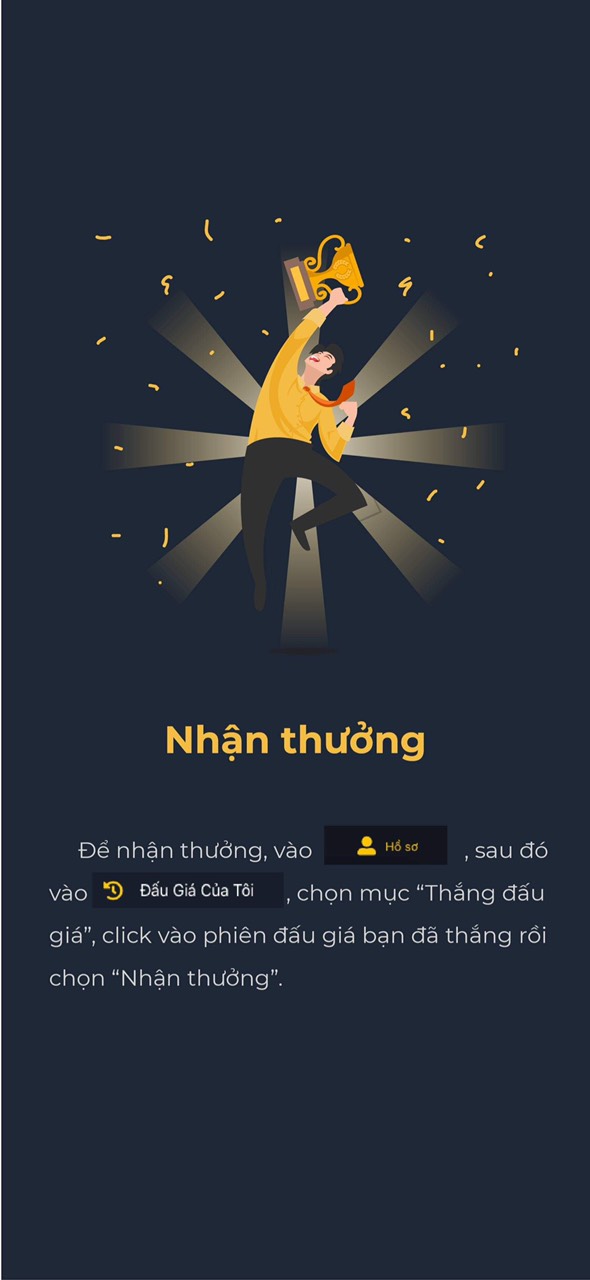 Nhận thưởng
Để nhận thưởng, vào Hồ sơ , sau đó
vào Đấu Giá Của Tôi , chọn mục “Thắng đấu
giá”, click vào phiên đấu giá bạn đã thắng rồi
chọn “Nhận thưởng”.